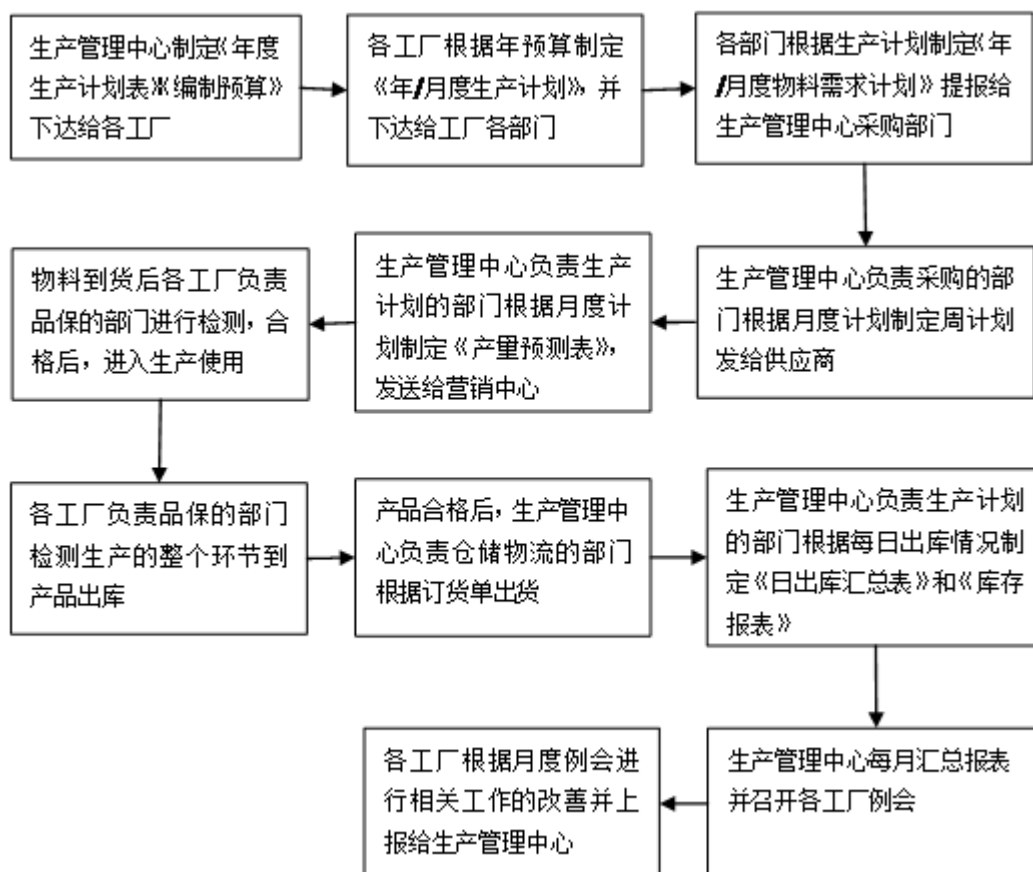 生产管理中心制定《年度
生产计划表》《编制预算》
下达给各工厂
各工厂根据年预算制定
《年/月度生产计划》，并
下达给工厂各部门
各部门根据生产计划制定《年
/月度物料需求计划》提报给
生产管理中心采购部门
生产管理中心负责采购的部
门根据月度计划制定周计划
发给供应商
生产管理中心负责生产
计划的部门根据月度计
划制定《产量预测表》，
发送给营销中心
物料到货后各工厂负责
品保的部门进行检测，合
格后，进入生产使用
各工厂负责品保的部门
检测生产的整个环节到
产品出库
产品合格后，生产管理中
心负责仓储物流的部门
根据订货单出货
生产管理中心负责生产计划
的部门根据每日出库情况制
定《日出库汇总表》和《库存
报表》
生产管理中心每月汇总报表
并召开各工厂例会
各工厂根据月度例会进
行相关工作的改善并上
报给生产管理中心